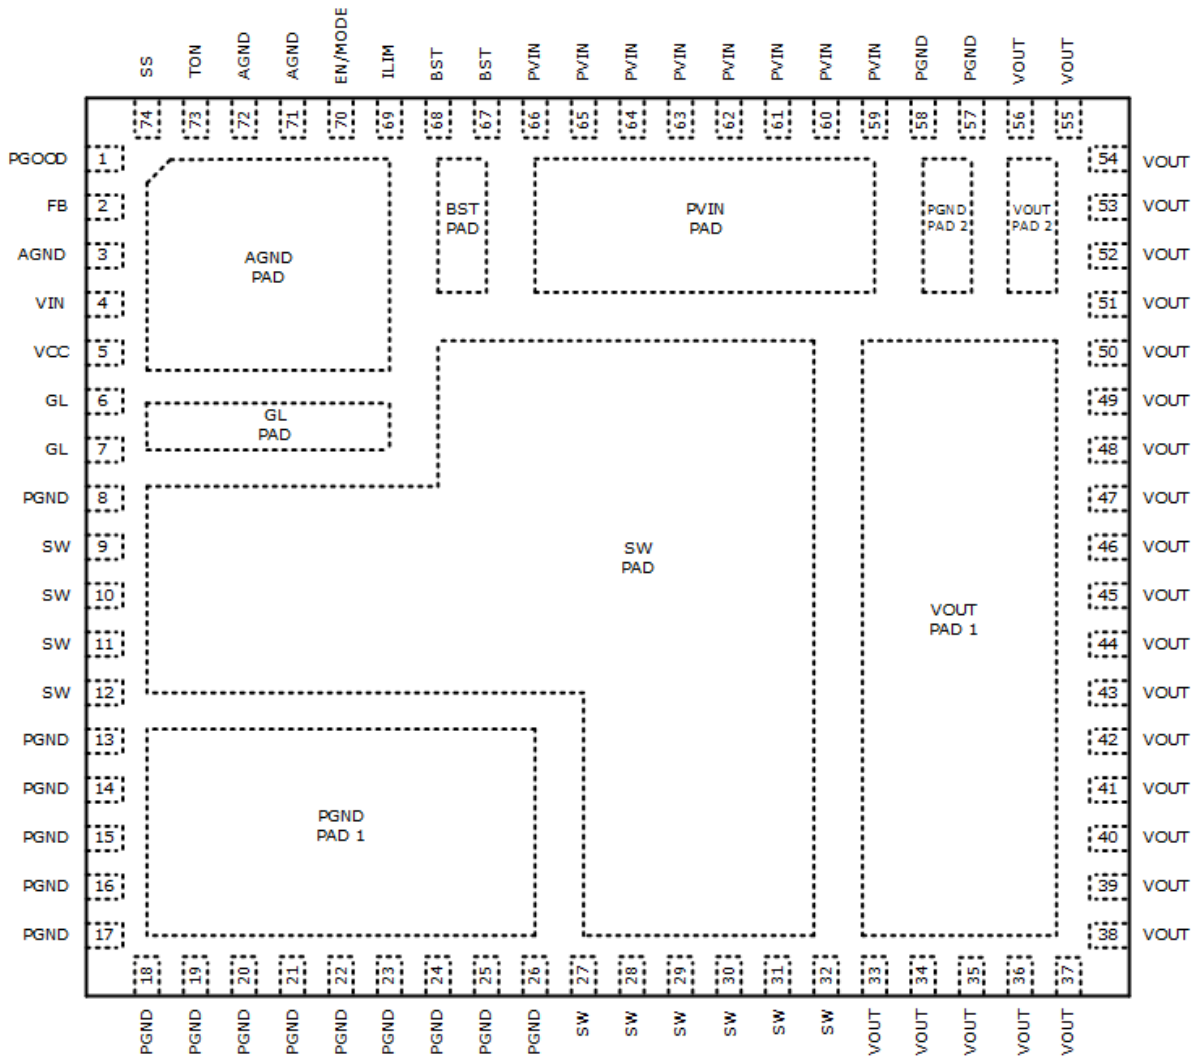 SS
TON
AGND
AGND
EN/MODE
ILIM
BST
BST
PVIN
PVIN
PVIN
PVIN
PVIN
PVIN
PVIN
PVIN
PGND
PGND
VOUT
VOUT
74
73
72
71
70
69
68
67
66
65
64
63
62
61
60
59
58
57
56
55
PGOOD 1
FB 2
AGND 3
VIN 4
VCC 5
GL 6
GL 7
PGND 8
SW 9
SW 10
SW 11
SW 12
PGND 13
PGND 14
PGND 15
PGND 16
PGND 17
AGND
PAD
BST
PAD
PVIN
PAD
PGND
PAD 2
VOUT
PAD 2
GL
PAD
SW
PAD
VOUT
PAD 1
PGND
PAD 1
54 VOUT
53 VOUT
52 VOUT
51 VOUT
50 VOUT
49 VOUT
48 VOUT
47 VOUT
46 VOUT
45 VOUT
44 VOUT
43 VOUT
42 VOUT
41 VOUT
40 VOUT
39 VOUT
38 VOUT
18
19
20
21
22
23
24
25
26
27
28
29
30
31
32
33
34
35
36
37
PGND
PGND
PGND
PGND
PGND
PGND
PGND
PGND
PGND
SW
SW
SW
SW
SW
SW
VOUT
VOUT
VOUT
VOUT
VOUT